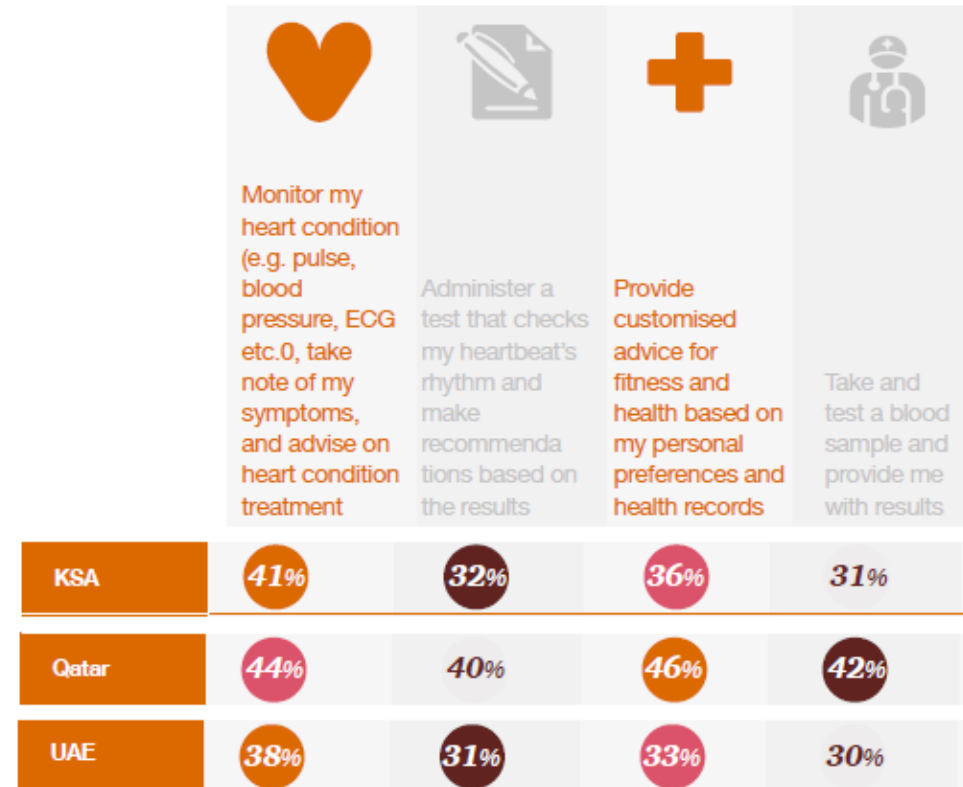 Monitor my
heart condition
(e.g. pulse,
blood
pressure, ECG
etc.0, take
note of my
symptoms,
and advise on
heart condition
treatment
Administer a
test that checks
my heartbeat's
rhythm and
make
recommenda
tions based on
the results
Provide
customised
advice for
fitness and
health based on
my personal
preferences and
health records
Take and
test a blood
sample and
provide me
with results
KSA 41% 32% 36% 31%
Qatar 44% 40% 46% 42%
UAE 38% 31% 33% 30%